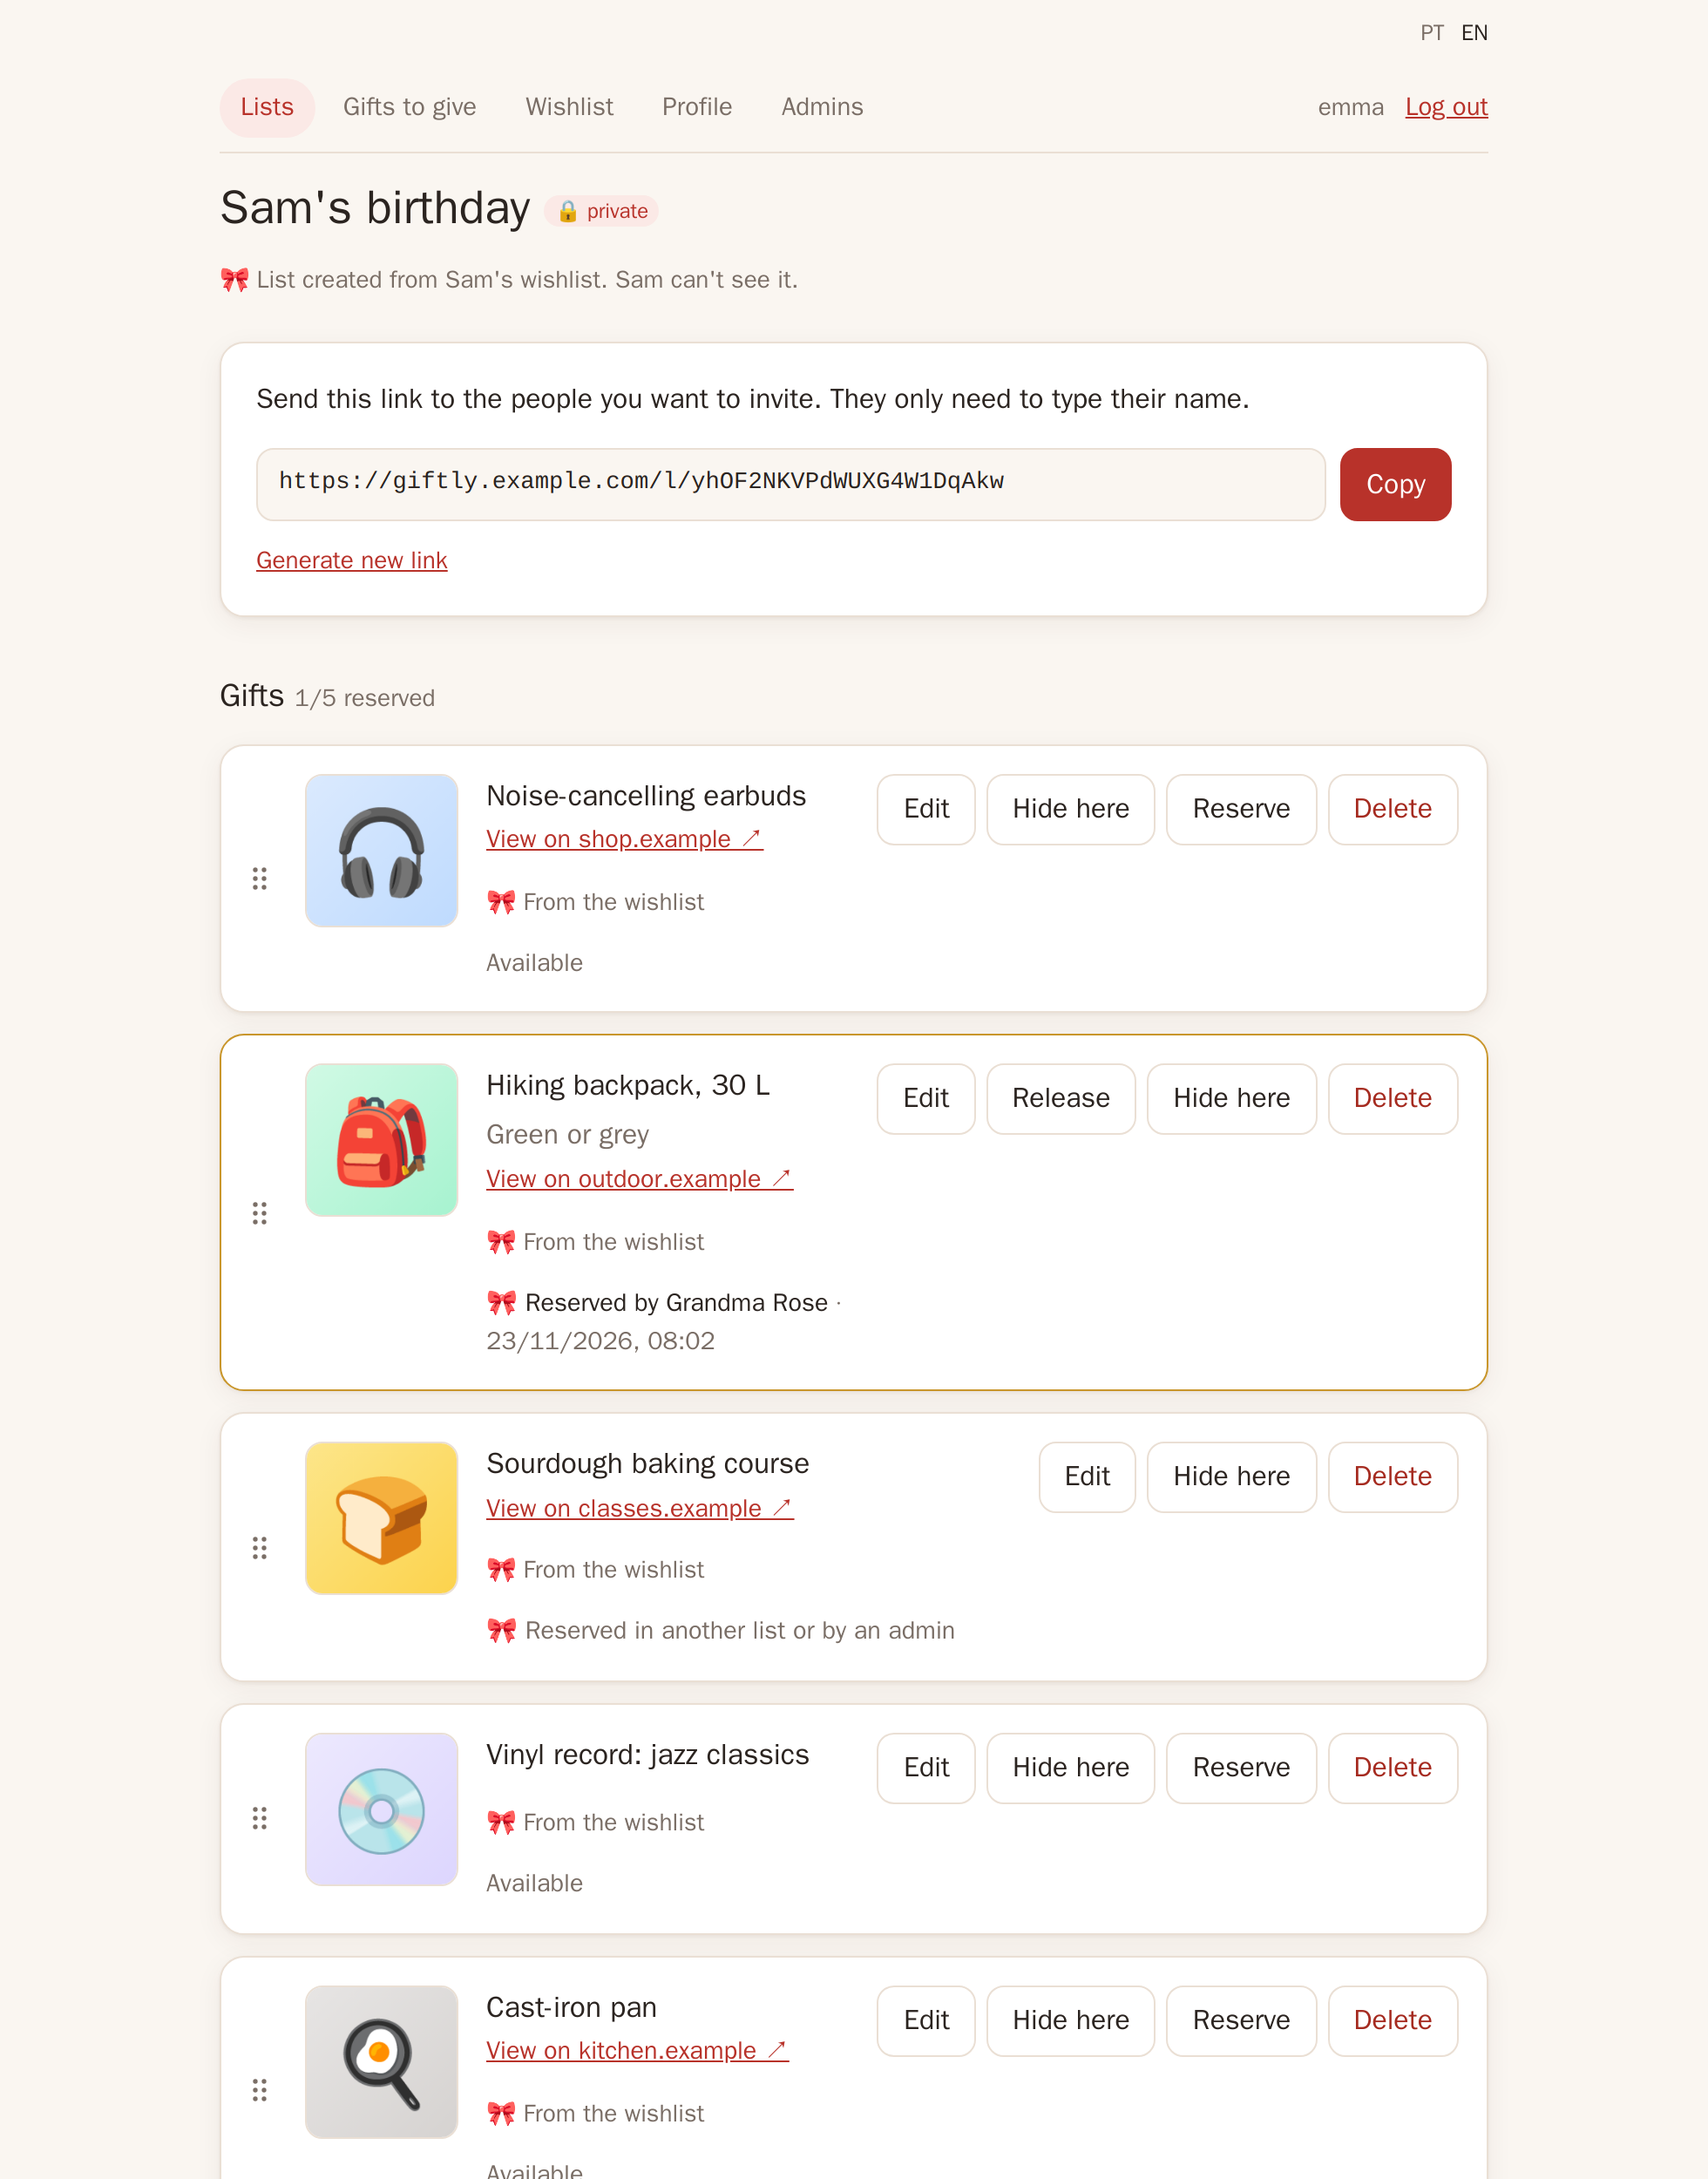 PT EN
Lists Gifts to give Wishlist Profile Admins emma Log out
Sam's birthday 🔒 private
🎀 List created from Sam's wishlist. Sam can't see it.
Send this link to the people you want to invite. They only need to type their name.
https://giftly.example.com/l/yhOF2NKVPdWUXG4W1DqAkw Copy
Generate new link
Gifts 1/5 reserved
Noise-cancelling earbuds Edit Hide here Reserve Delete
View on shop.example ↗
🎀 From the wishlist
Available
Hiking backpack, 30 L Edit Release Hide here Delete
Green or grey
View on outdoor.example ↗
🎀 From the wishlist
🎀 Reserved by Grandma Rose ·
23/11/2026, 08:02
Sourdough baking course Edit Hide here Delete
View on classes.example ↗
🎀 From the wishlist
🎀 Reserved in another list or by an admin
Vinyl record: jazz classics Edit Hide here Reserve Delete
🎀 From the wishlist
Available
Cast-iron pan Edit Hide here Reserve Delete
View on kitchen.example ↗
🎀 From the wishlist
Available